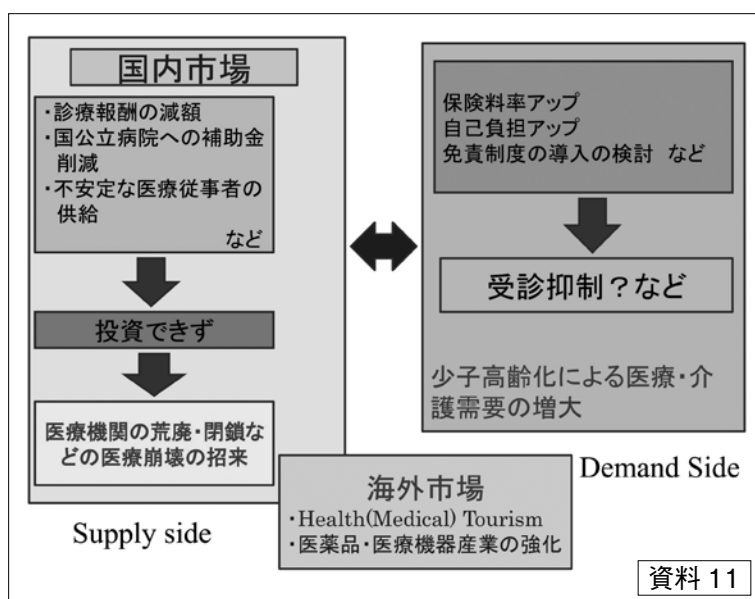 国内市場
・診療報酬の減額
・国公立病院への補助金
削減
・不安定な医療従事者の
供給
など
投資できず
医療機関の荒廃・閉鎖な
どの医療崩壊の招来
Supply side
保険料率アップ
自己負担アップ
免責制度の導入の検討 など
受診抑制？など
少子高齢化による医療・介
護需要の増大
Demand Side
海外市場
・Health(Medical) Tourism
・医薬品・医療機器産業の強化
資料 11